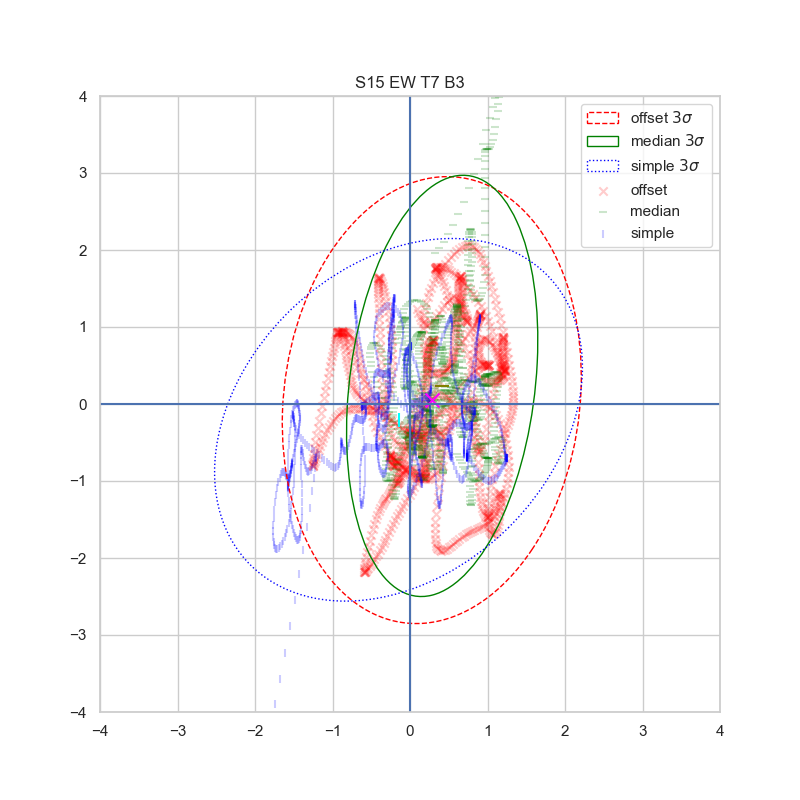 S15 EW T7 B3
4
3
2
1
0
−1
−2
−3
−4
−4
−3
−2
−1
0
1
2
3
4
offset 3σ
median 3σ
simple 3σ
offset
median
simple